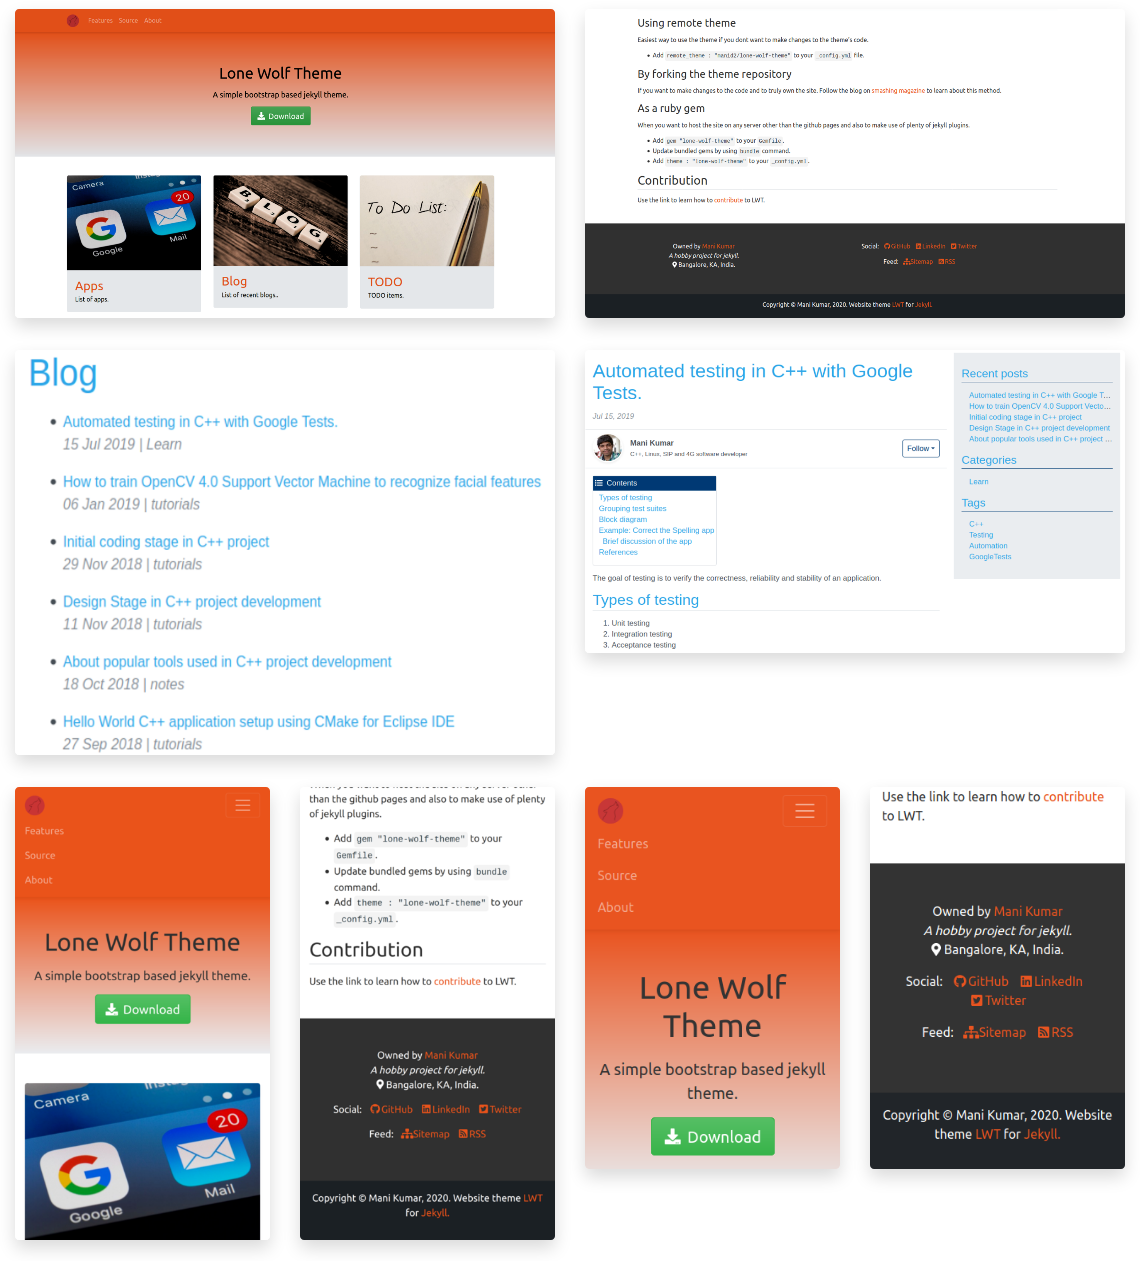 Features Source About
Lone Wolf Theme
A simple bootstrap based jekyll theme.
Download
Camera
20
Google
Mail
BLOG
To Do List:
Apps
List of apps.
Blog
List of recent blogs..
TODO
TODO items.
Using remote theme
Easiest way to use the theme if you dont want to make changes to the theme's code.
• Add remote_theme : "manid2/lone-wolf-theme" to your _config.yml file.
By forking the theme repository
If you want to make changes to the code and to truly own the site. Follow the blog on smashing magazine to learn about this method.
As a ruby gem
When you want to host the site on any server other than the github pages and also to make use of plenty of jekyll plugins.
• Add gem "lone-wolf-theme" to your Gemfile.
• Update bundled gems by using bundle command.
• Add theme : "lone-wolf-theme" to your _config.yml.
Contribution
Use the link to learn how to contribute to LWT.
Owned by Mani Kumar
A hobby project for jekyll.
Bangalore, KA, India.
Social: GitHub LinkedIn Twitter
Feed: Sitemap RSS
Copyright © Mani Kumar, 2020. Website theme LWT for Jekyll.
Blog
• Automated testing in C++ with Google Tests.
15 Jul 2019 | Learn
• How to train OpenCV 4.0 Support Vector Machine to recognize facial features
06 Jan 2019 | tutorials
• Initial coding stage in C++ project
29 Nov 2018 | tutorials
• Design Stage in C++ project development
11 Nov 2018 | tutorials
• About popular tools used in C++ project development
18 Oct 2018 | notes
• Hello World C++ application setup using CMake for Eclipse IDE
27 Sep 2018 | tutorials
Automated testing in C++ with Google
Tests.
Jul 15, 2019
Mani Kumar
C++, Linux, SIP and 4G software developer
Follow
Contents
Types of testing
Grouping test suites
Block diagram
Example: Correct the Spelling app
Brief discussion of the app
References
The goal of testing is to verify the correctness, reliability and stability of an application.
Types of testing
1. Unit testing
2. Integration testing
3. Acceptance testing
Recent posts
Automated testing in C++ with Google T...
How to train OpenCV 4.0 Support Vecto...
Initial coding stage in C++ project
Design Stage in C++ project development
About popular tools used in C++ project ...
Categories
Learn
Tags
C++
Testing
Automation
GoogleTests
Features
Source
About
Lone Wolf Theme
A simple bootstrap based jekyll theme.
Download
Camera
20
Google
Mail
than the github pages and also to make use of plenty
of jekyll plugins.
• Add gem "lone-wolf-theme" to your
Gemfile.
• Update bundled gems by using bundle
command.
• Add theme : "lone-wolf-theme" to your
_config.yml.
Contribution
Use the link to learn how to contribute to LWT.
Owned by Mani Kumar
A hobby project for jekyll.
Bangalore, KA, India.
Social: GitHub LinkedIn Twitter
Feed: Sitemap RSS
Copyright © Mani Kumar, 2020. Website theme LWT
for Jekyll.
Features
Source
About
Lone Wolf
Theme
A simple bootstrap based jekyll
theme.
Download
Use the link to learn how to contribute
to LWT.
Owned by Mani Kumar
A hobby project for jekyll.
Bangalore, KA, India.
Social: GitHub LinkedIn
Twitter
Feed: Sitemap RSS
Copyright © Mani Kumar, 2020. Website
theme LWT for Jekyll.